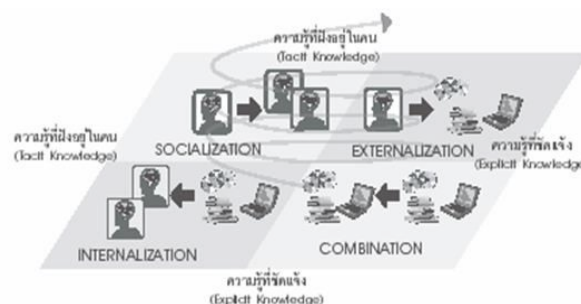 ความรู้ที่ฝังอยู่ในคน
(Tacit Knowledge)
SOCIALIZATION
EXTERNALIZATION
ความรู้ที่ฝังอยู่ในคน
(Tacit Knowledge)
ความรู้ที่ชัดแจ้ง
(Explicit Knowledge)
INTERNALIZATION
COMBINATION
ความรู้ที่ชัดแจ้ง
(Explicit Knowledge)